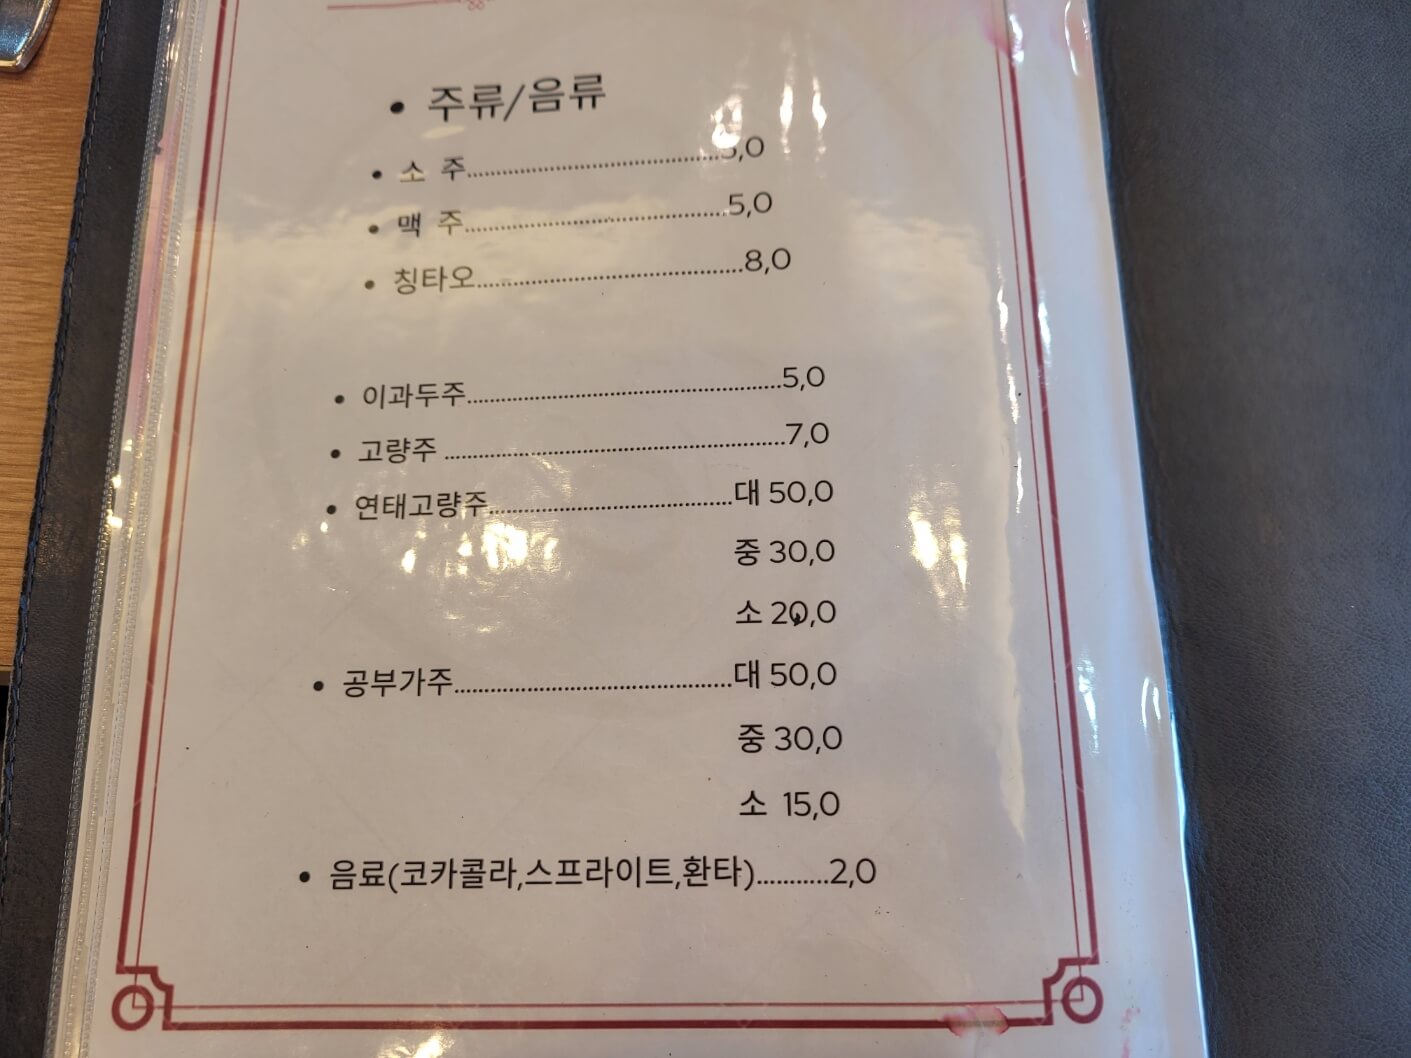 • 주류/음류
• 소 주
• 맥 주........................................5,0
• 칭타오........................................8,0
• 이과두주........................................5,0
• 고량주 ........................................7,0
• 연태고량주........................................대 50,0
중 30,0
소 20,0
• 공부가주........................................대 50,0
중 30,0
소 15,0
• 음료(코카콜라,스프라이트,환타)...........2,0